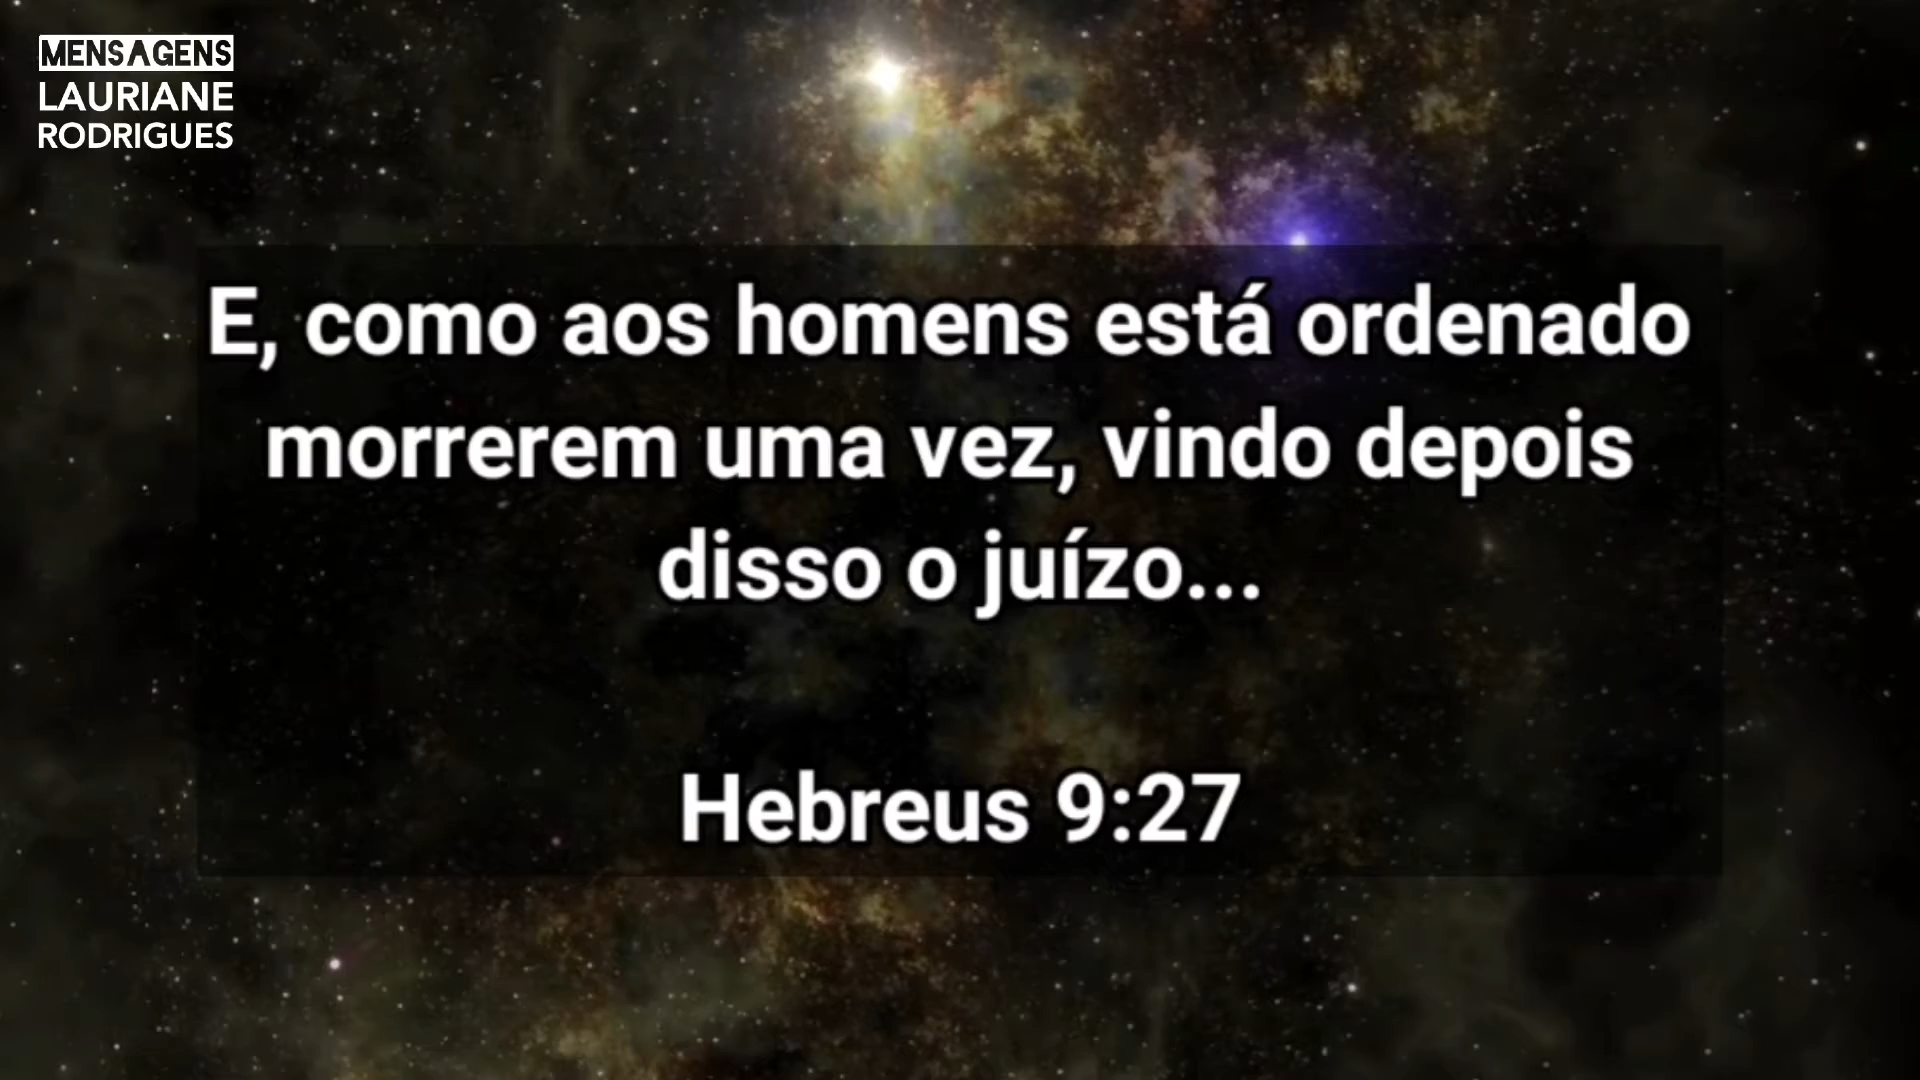 MENSAGENS
LAURIANE
RODRIGUES
E, como aos homens está ordenado
morrerem uma vez, vindo depois
disso o juízo...
Hebreus 9:27